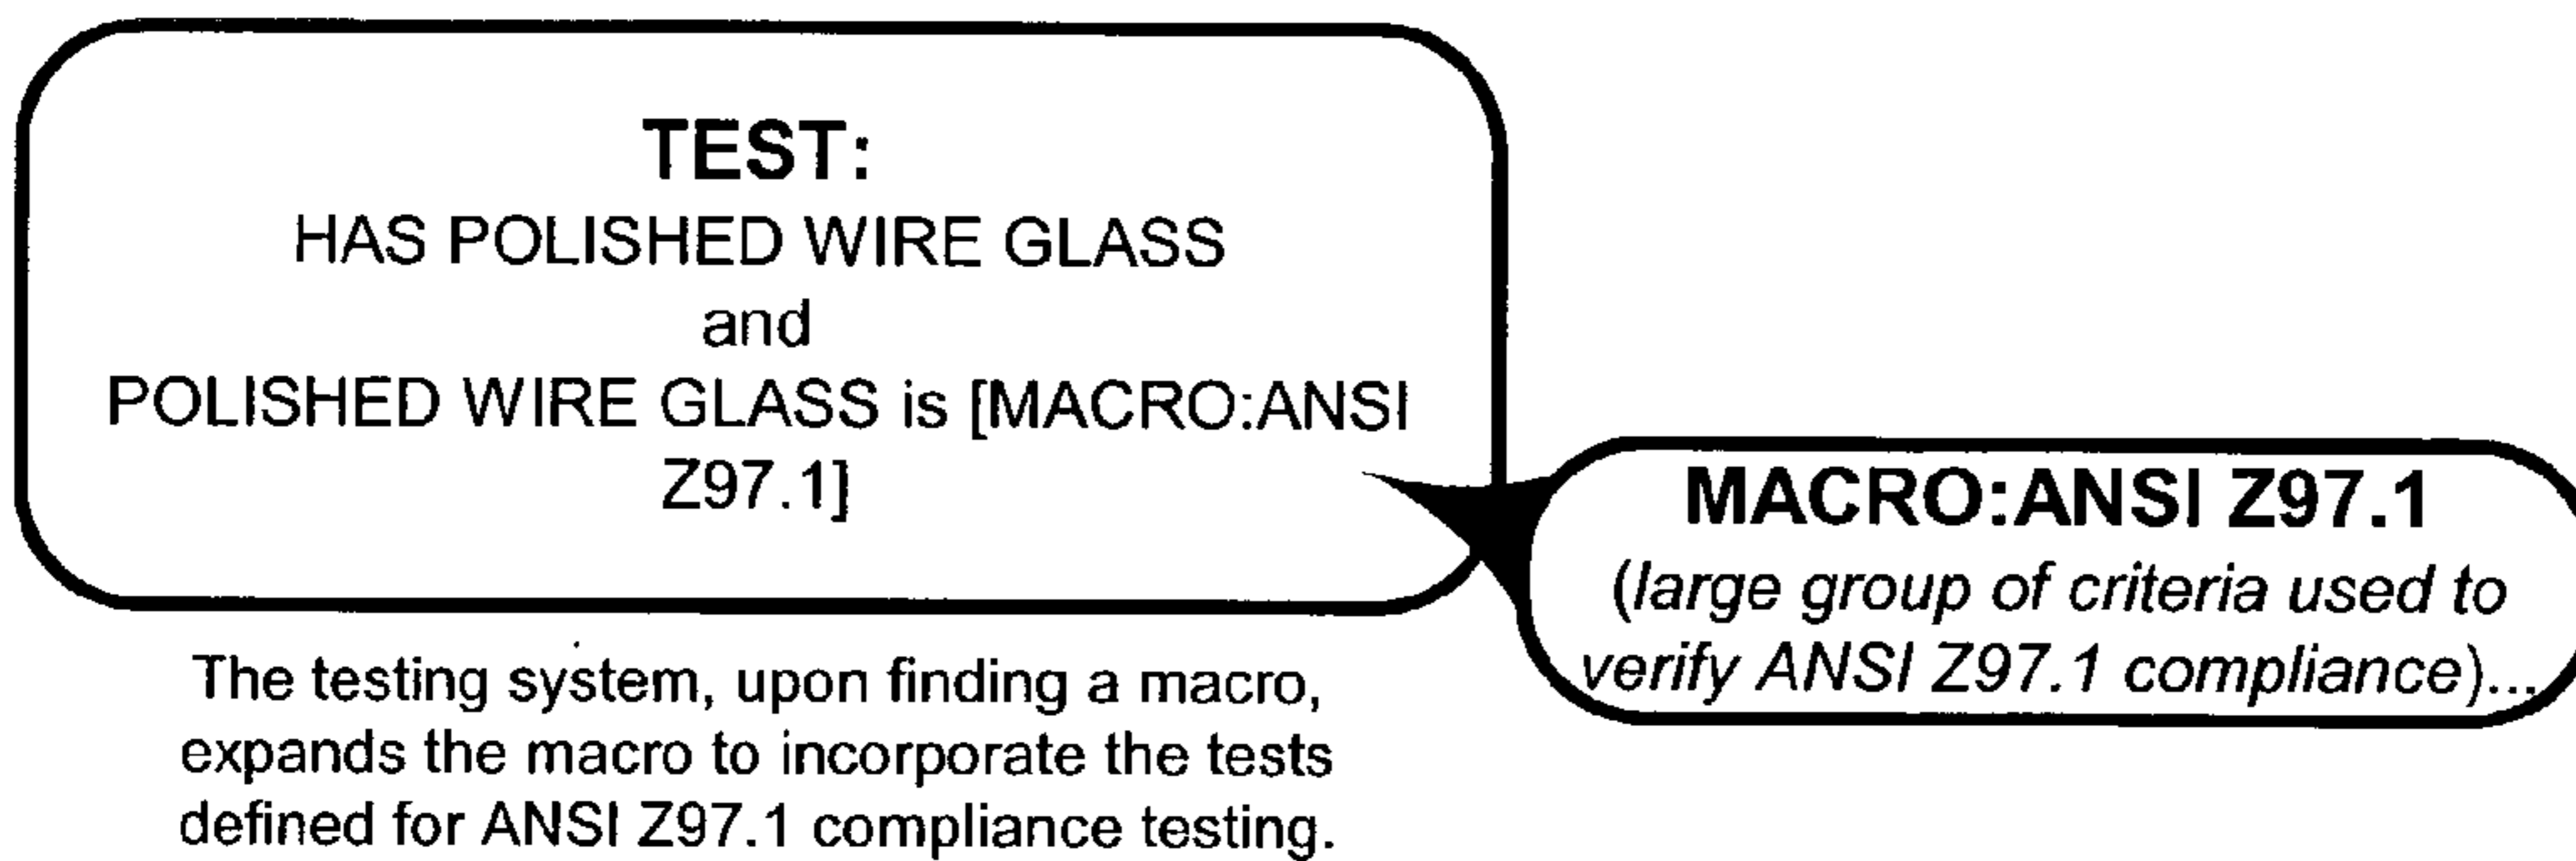 TEST:
HAS POLISHED WIRE GLASS
and
POLISHED WIRE GLASS is [MACRO:ANSI
Z97.1]
MACRO:ANSI Z97.1
(large group of criteria used to
verify ANSI Z97.1 compliance)...
The testing system, upon finding a macro,
expands the macro to incorporate the tests
defined for ANSI Z97.1 compliance testing.